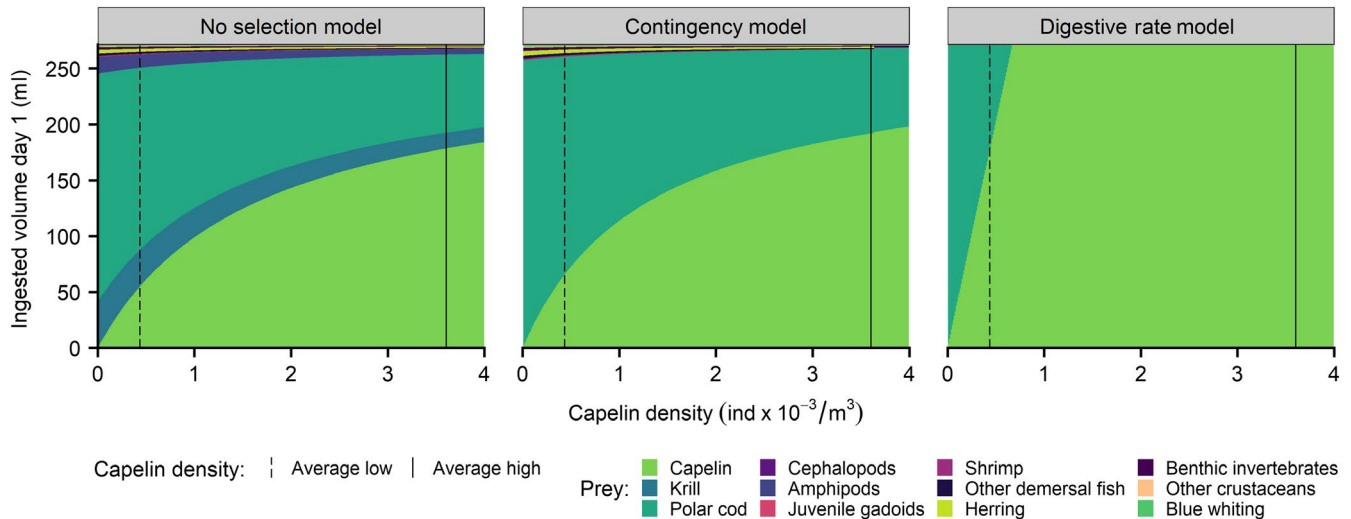 No selection model
Contingency model
Digestive rate model
Ingested volume day 1 (ml)
250
200
150
100
50
0
0 1 2 3 4
0 1 2 3 4
0 1 2 3 4
Capelin density (ind x 10⁻³/m³)
Capelin density: Average low Average high
Prey:
Capelin Cephalopods Shrimp Benthic invertebrates
Krill Amphipods Other demersal fish Other crustaceans
Polar cod Juvenile gadoids Herring Blue whiting